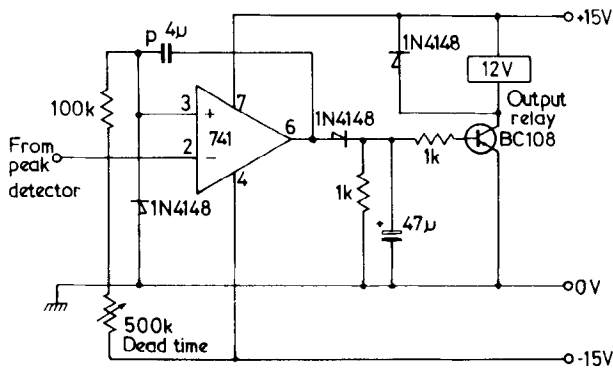 +15V
p 4μ
1N4148
7
12V
100k
3 +
741
6
1N4148
Output
relay
BC108
From
peak
detector
2 −
4
1k
1N4148
1k
+
47μ
0V
500k
Dead time
-15V